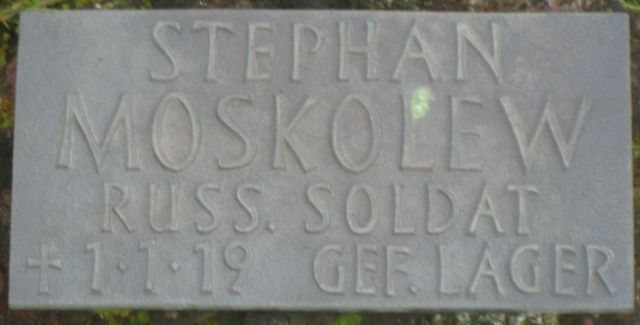 STEPHAN
MOSKOLEW
RUSS. SOLDAT
✝ 1·1·19 GEF. LAGER